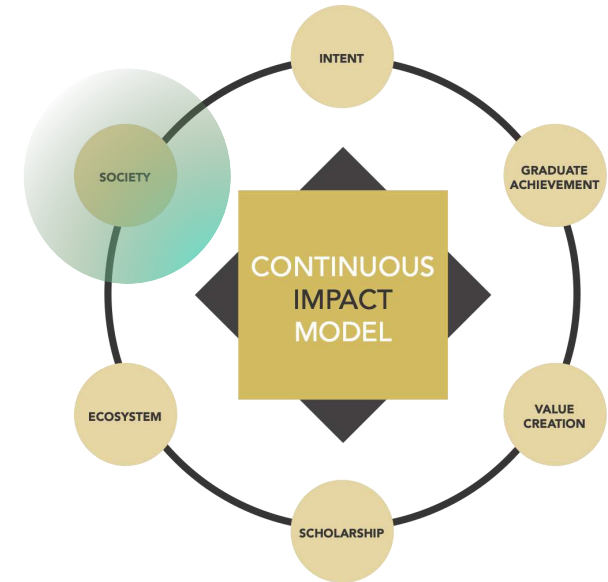 INTENT
SOCIETY
GRADUATE
ACHIEVEMENT
CONTINUOUS
IMPACT
MODEL
ECOSYSTEM
VALUE
CREATION
SCHOLARSHIP